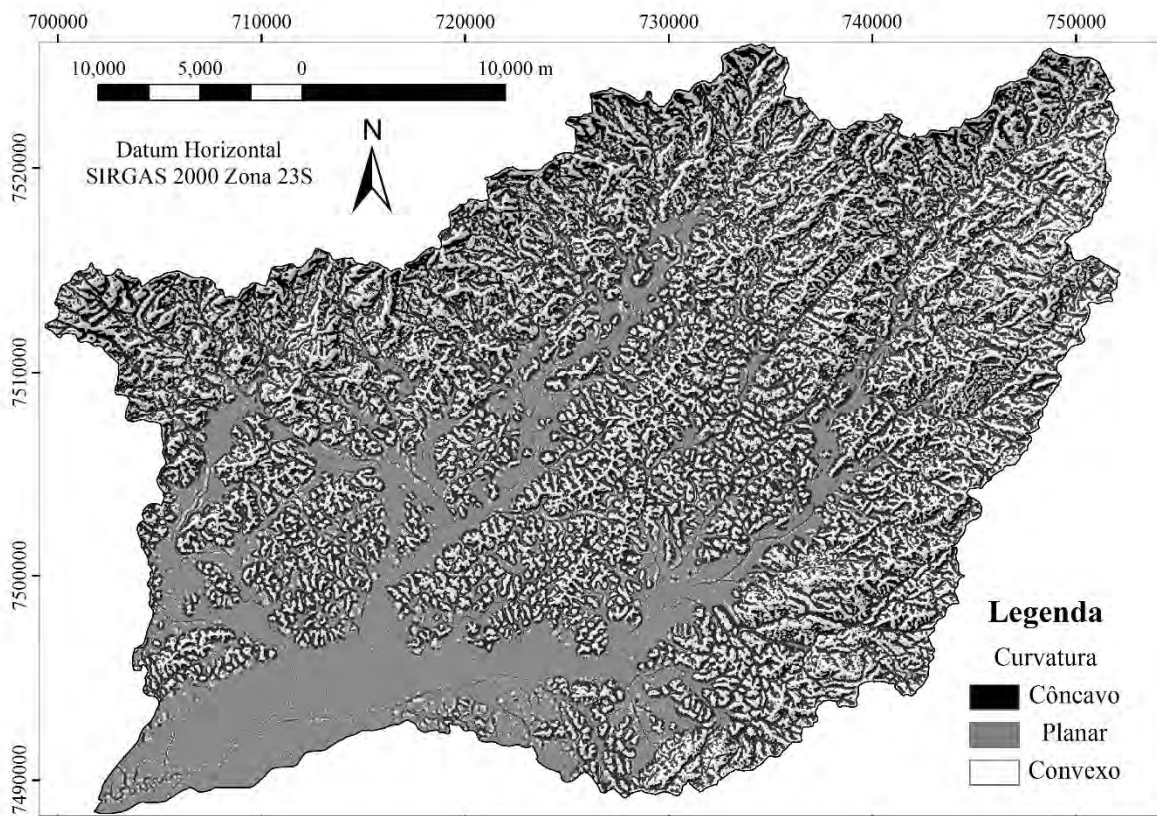 700000 710000 720000 730000 740000 750000
10,000 5,000 0 10,000 m
N
Datum Horizontal
SIRGAS 2000 Zona 23S
7520000
7510000
7500000
7490000
Legenda
Curvatura
Côncavo
Planar
Convexo